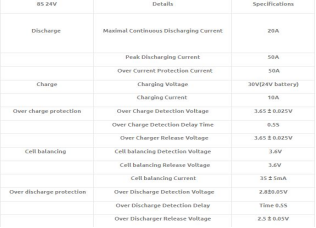 8S 24V Details Specifications
Discharge Maximal Continuous Discharging Current 20A
Peak Discharging Current 50A
Over Current Protection Current 50A
Charge Charging Voltage 30V(24V battery)
Charging Current 10A
Over charge protection Over Charge Detection Voltage 3.65 ± 0.025V
Over Charge Detection Delay Time 0.5S
Over Charger Release Voltage 3.65 ± 0.025V
Cell balancing Cell balancing Detection Voltage 3.6V
Cell balancing Release Voltage 3.6V
Cell balancing Current 35 ± 5mA
Over discharge protection Over Discharge Detection Voltage 2.8±0.05V
Over Discharge Detection Delay Time 0.5S
Over Discharger Release Voltage 2.5 ± 0.05V